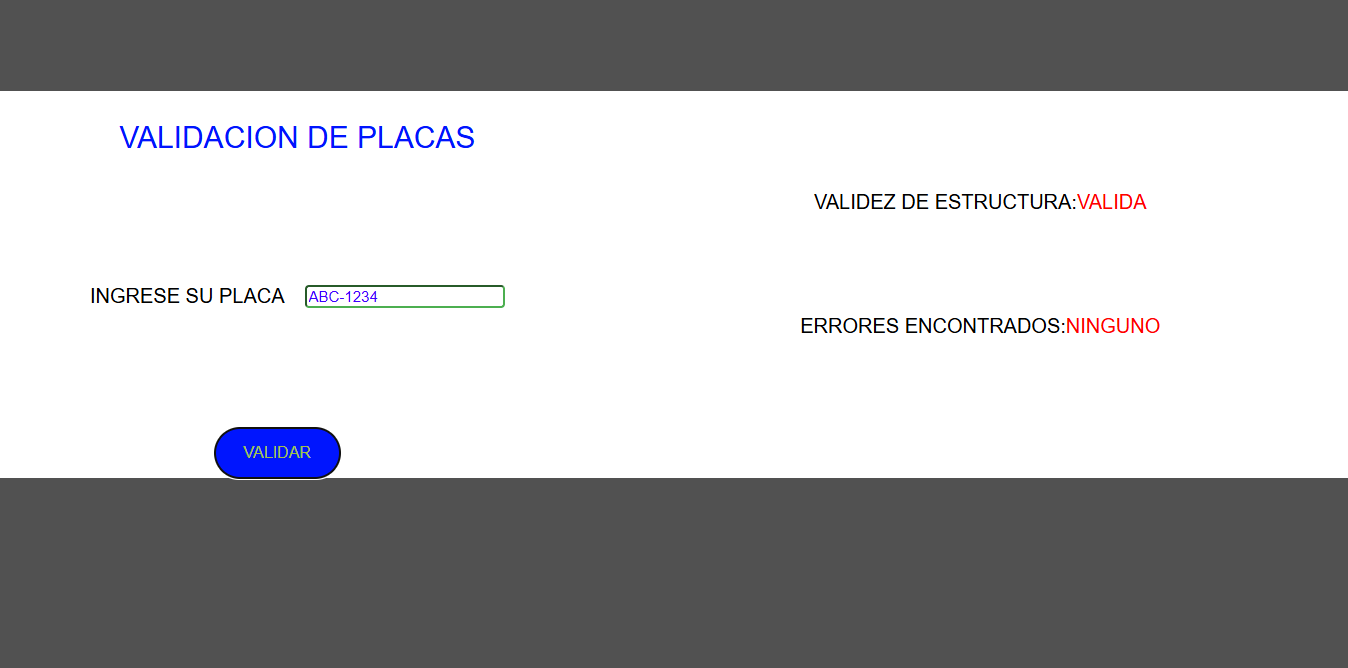 VALIDACION DE PLACAS
INGRESE SU PLACA ABC-1234
VALIDAR
VALIDEZ DE ESTRUCTURA:VALIDA
ERRORES ENCONTRADOS:NINGUNO